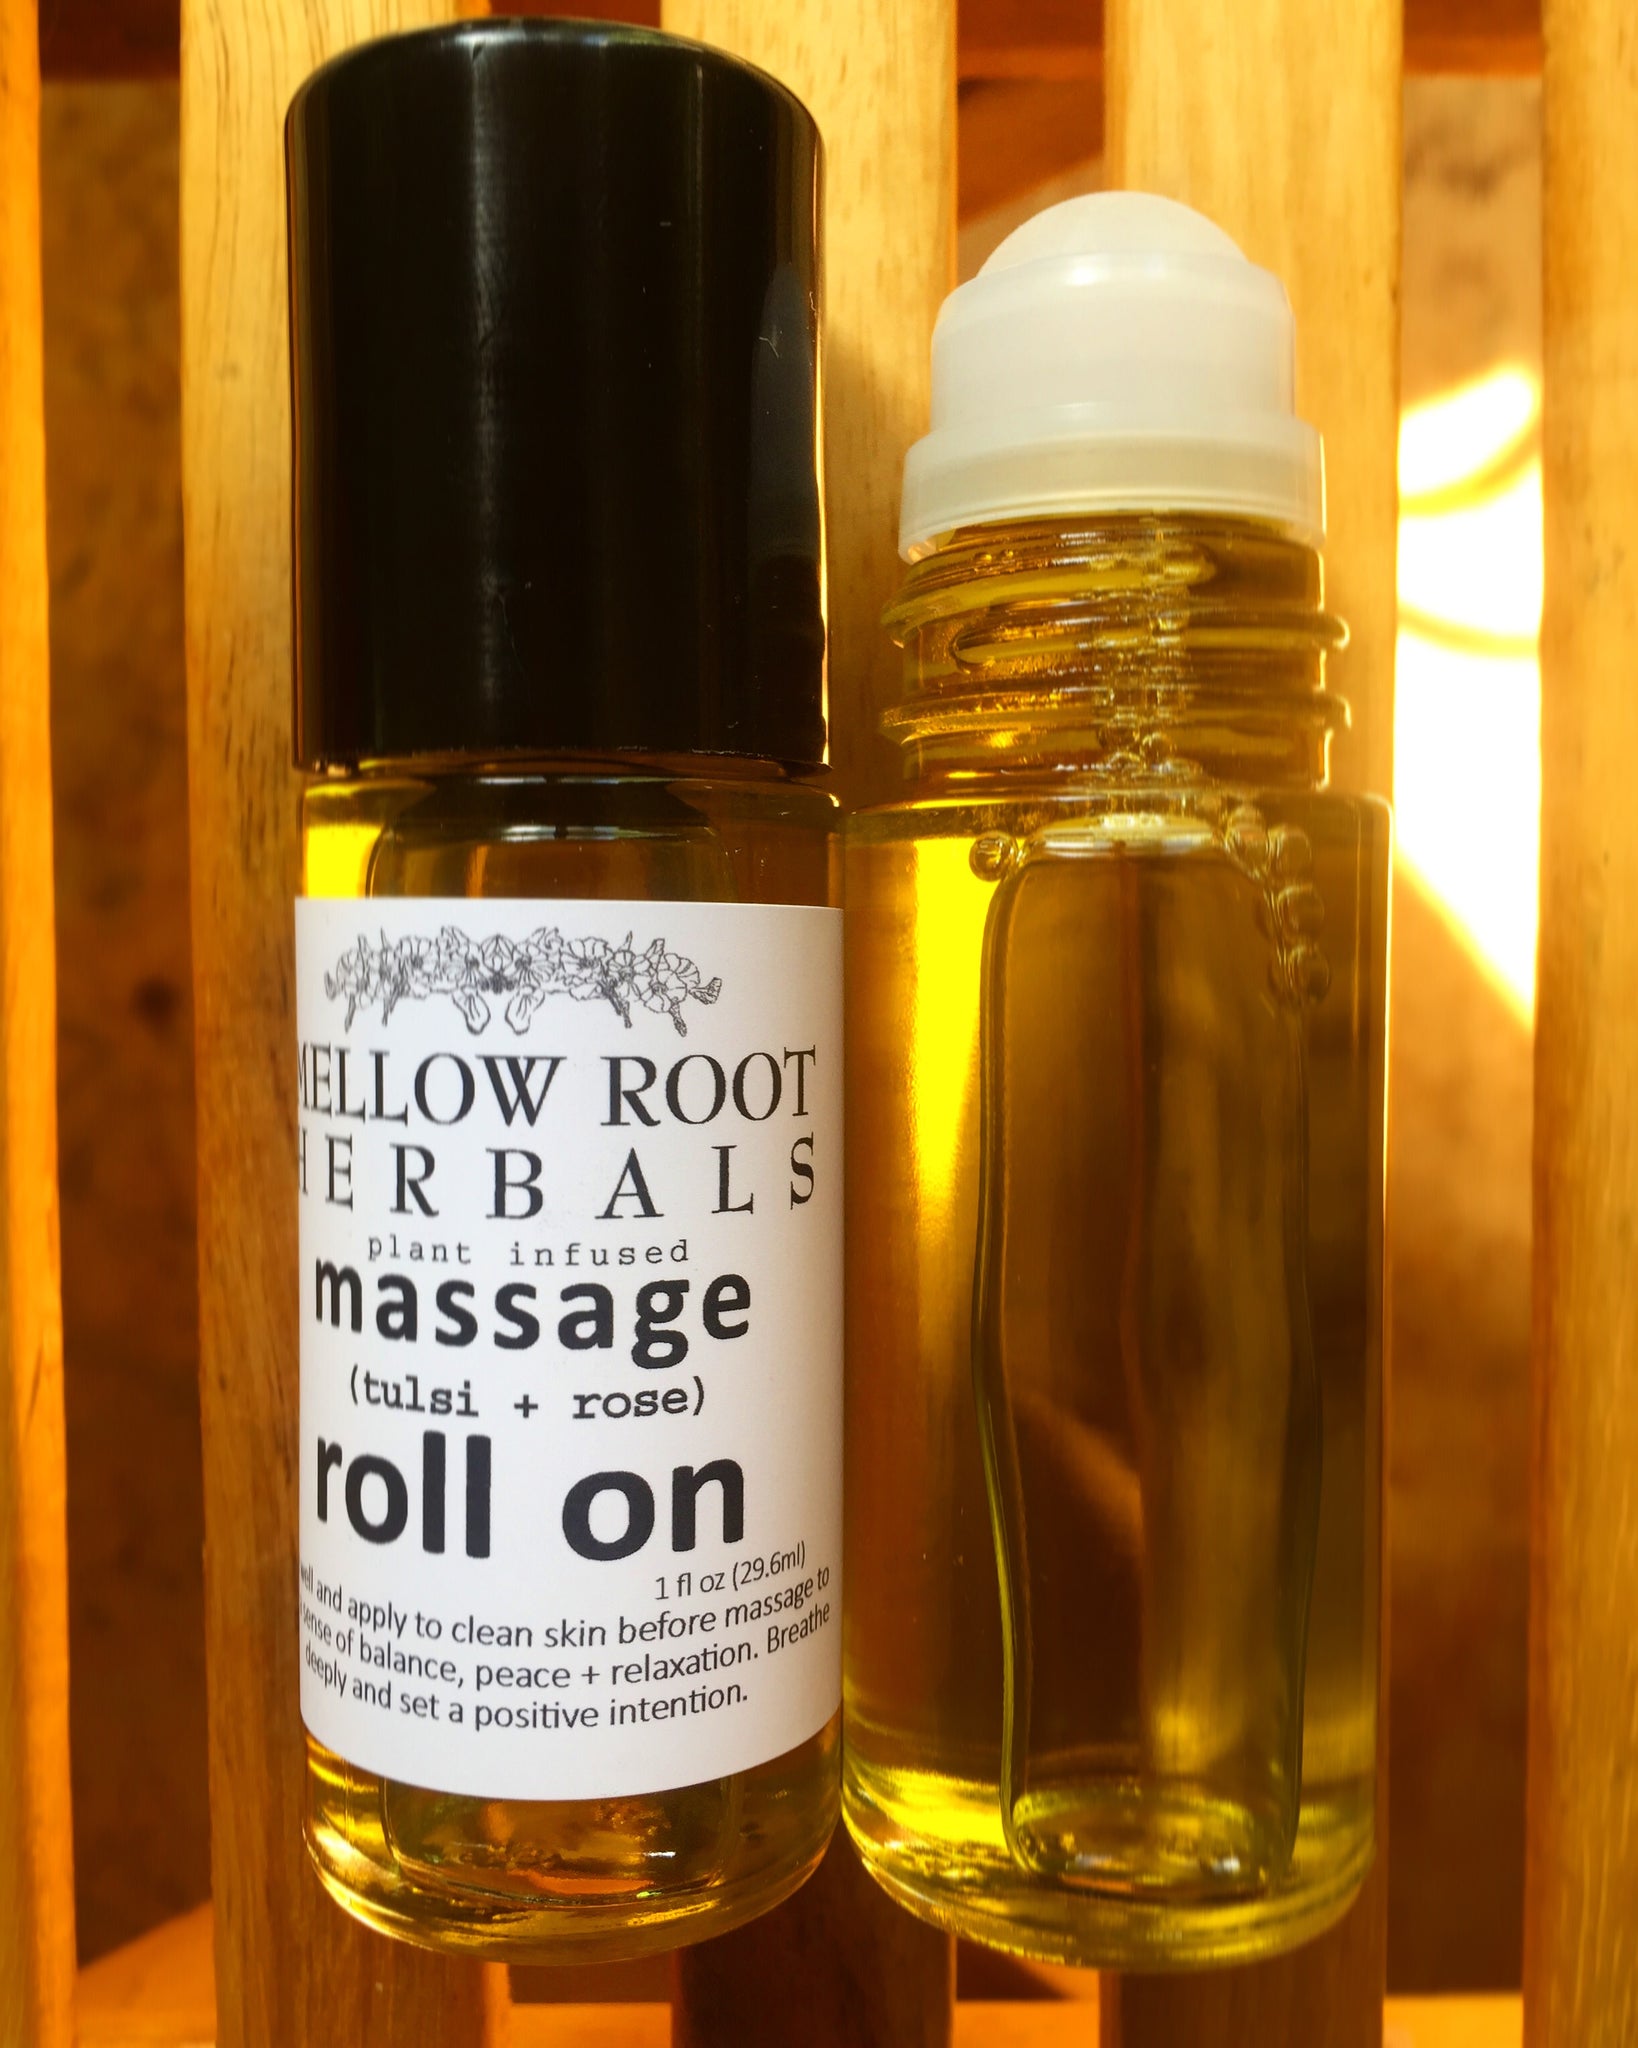 MELLOW ROOT
HERBALS
plant infused
massage
(tulsi + rose)
roll on
1 fl oz (29.6ml)
and apply to clean skin before massage to
sense of balance, peace + relaxation. Breathe
deeply and set a positive intention.